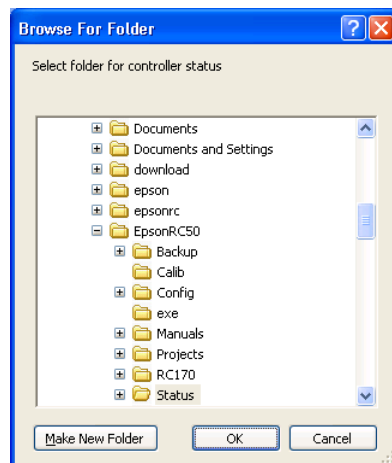 Browse For Folder
Select folder for controller status
Documents
Documents and Settings
download
epson
epsonrc
EpsonRC50
Backup
Calib
Config
exe
Manuals
Projects
RC170
Status
Make New Folder OK Cancel